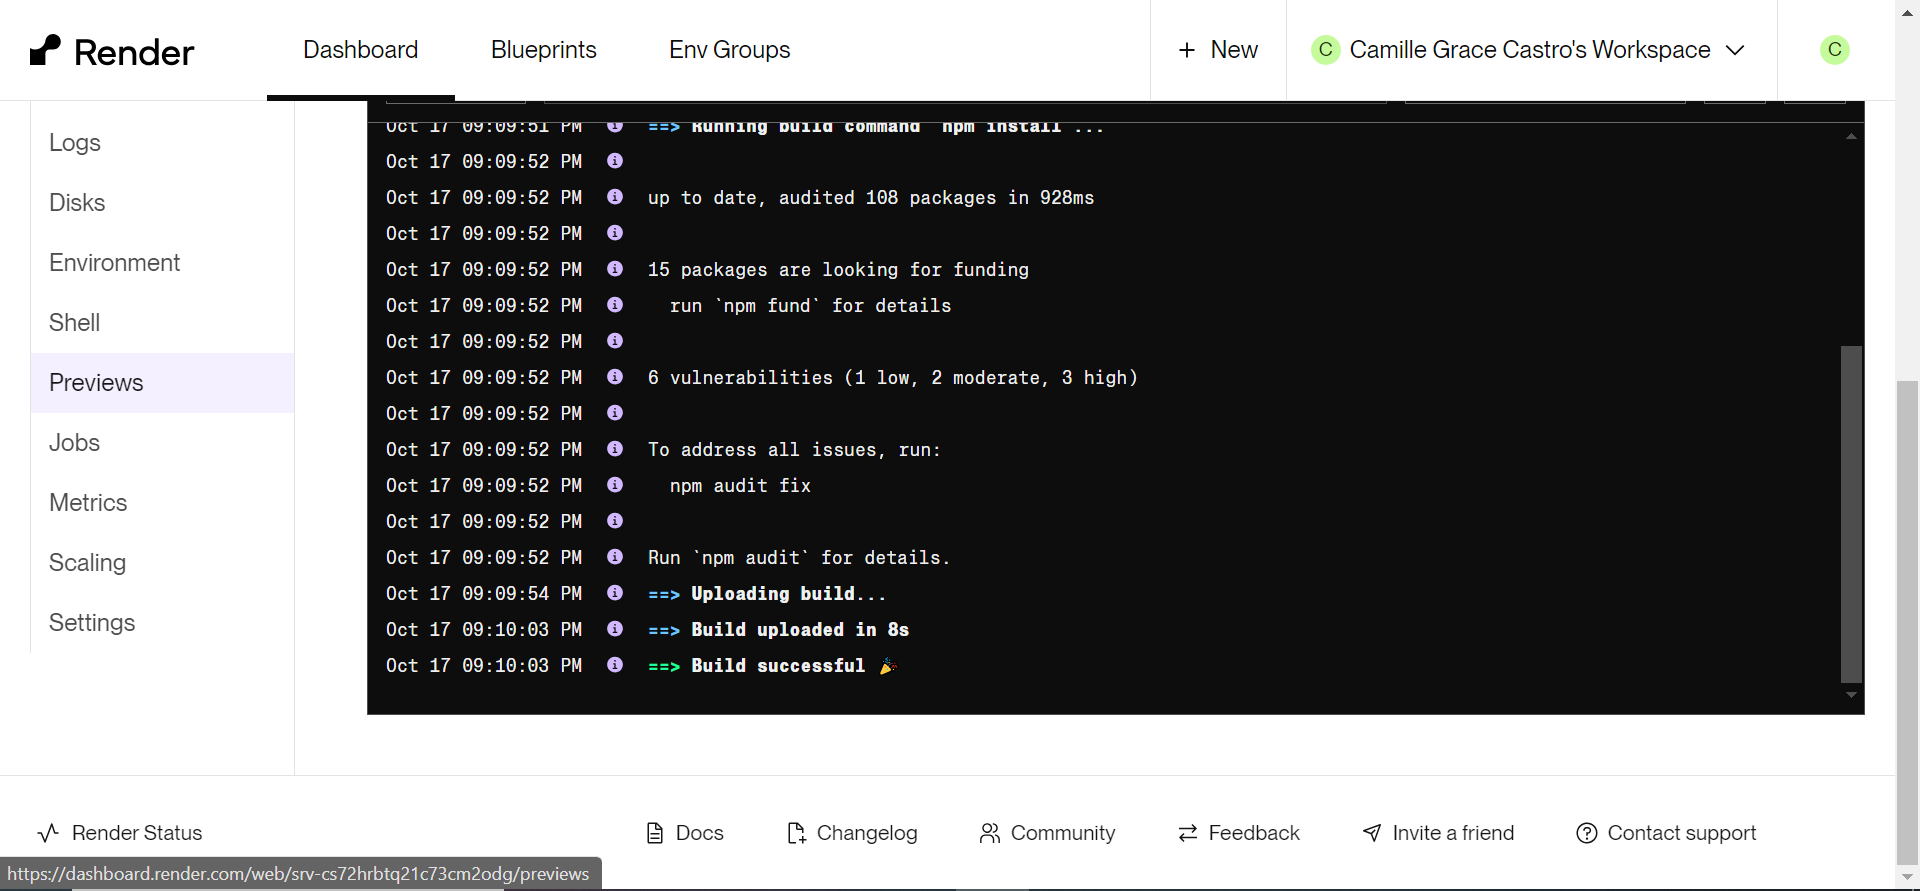 Render
Dashboard
Blueprints
Env Groups
+ New
C Camille Grace Castro's Workspace
C
Logs
Disks
Environment
Shell
Previews
Jobs
Metrics
Scaling
Settings
Oct 17 09:09:51 PM ==> Running build command 'npm install'...
Oct 17 09:09:52 PM
Oct 17 09:09:52 PM up to date, audited 108 packages in 928ms
Oct 17 09:09:52 PM
Oct 17 09:09:52 PM 15 packages are looking for funding
Oct 17 09:09:52 PM run `npm fund` for details
Oct 17 09:09:52 PM
Oct 17 09:09:52 PM 6 vulnerabilities (1 low, 2 moderate, 3 high)
Oct 17 09:09:52 PM
Oct 17 09:09:52 PM To address all issues, run:
Oct 17 09:09:52 PM npm audit fix
Oct 17 09:09:52 PM
Oct 17 09:09:52 PM Run `npm audit` for details.
Oct 17 09:09:54 PM ==> Uploading build...
Oct 17 09:10:03 PM ==> Build uploaded in 8s
Oct 17 09:10:03 PM ==> Build successful 🎉
Render Status
Docs
Changelog
Community
Feedback
Invite a friend
Contact support
https://dashboard.render.com/web/srv-cs72hrbtq21c73cm2odg/previews